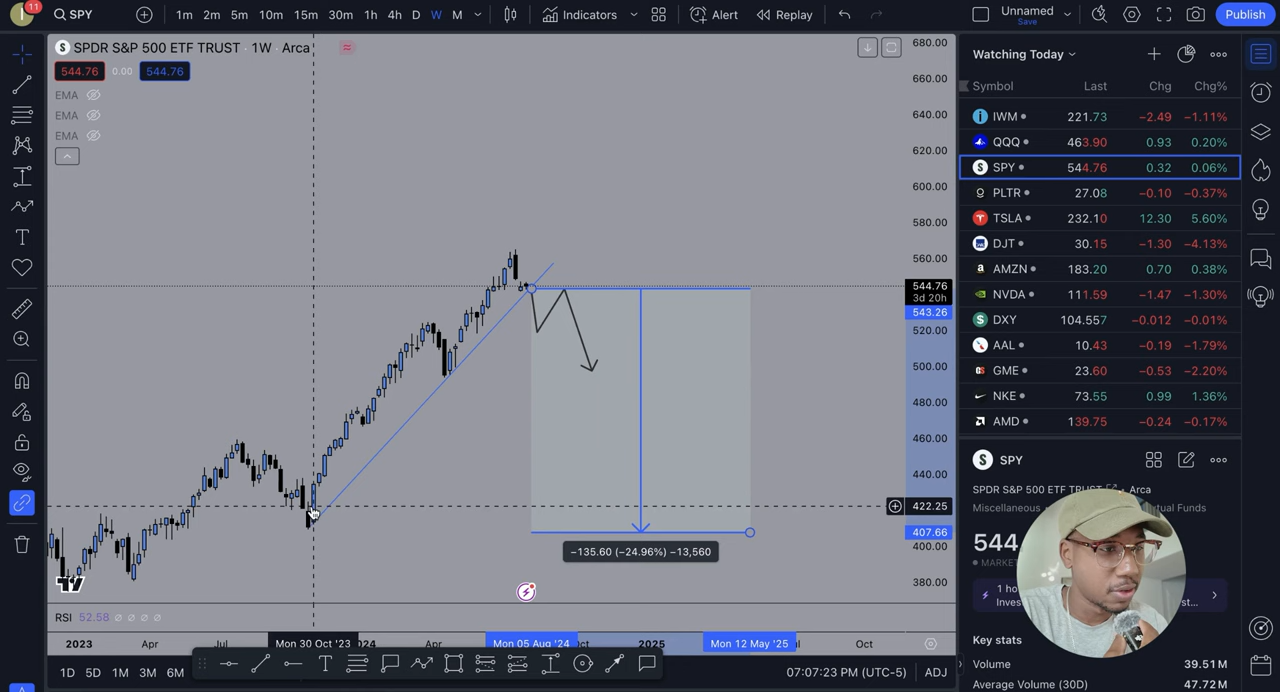 11
SPY
1m 2m 5m 10m 15m 30m 1h 4h D W M
Indicators
Alert
Replay
Unnamed
Save
Publish
SPDR S&P 500 ETF TRUST · 1W · Arca
544.76 0.00 544.76
EMA
EMA
EMA
680.00
660.00
640.00
620.00
600.00
580.00
560.00
544.76
3d 20h
543.26
520.00
500.00
480.00
460.00
440.00
422.25
407.66
400.00
380.00
−135.60 (−24.96%) −13,560
RSI 52.58
2023 Apr Jul Mon 30 Oct '23 2024 Apr Mon 05 Aug '24 Oct 2025 Mon 12 May '25 Oct
1D 5D 1M 3M 6M
07:07:23 PM (UTC-5)
ADJ
Watching Today
Symbol Last Chg Chg%
IWM 221.73 −2.49 −1.11%
QQQ 463.90 0.93 0.20%
SPY 544.76 0.32 0.06%
PLTR 27.08 −0.10 −0.37%
TSLA 232.10 12.30 5.60%
DJT 30.15 −1.30 −4.13%
AMZN 183.20 0.70 0.38%
NVDA 111.59 −1.47 −1.30%
DXY 104.557 −0.012 −0.01%
AAL 10.43 −0.19 −1.79%
GME 23.60 −0.53 −2.20%
NKE 73.55 0.99 1.36%
AMD 139.75 −0.24 −0.17%
SPY
SPDR S&P 500 ETF TRUST Arca
Miscellaneous Funds
544
1 ho
Inves
Key stats
Volume 39.51M
Average Volume (30D) 47.72M